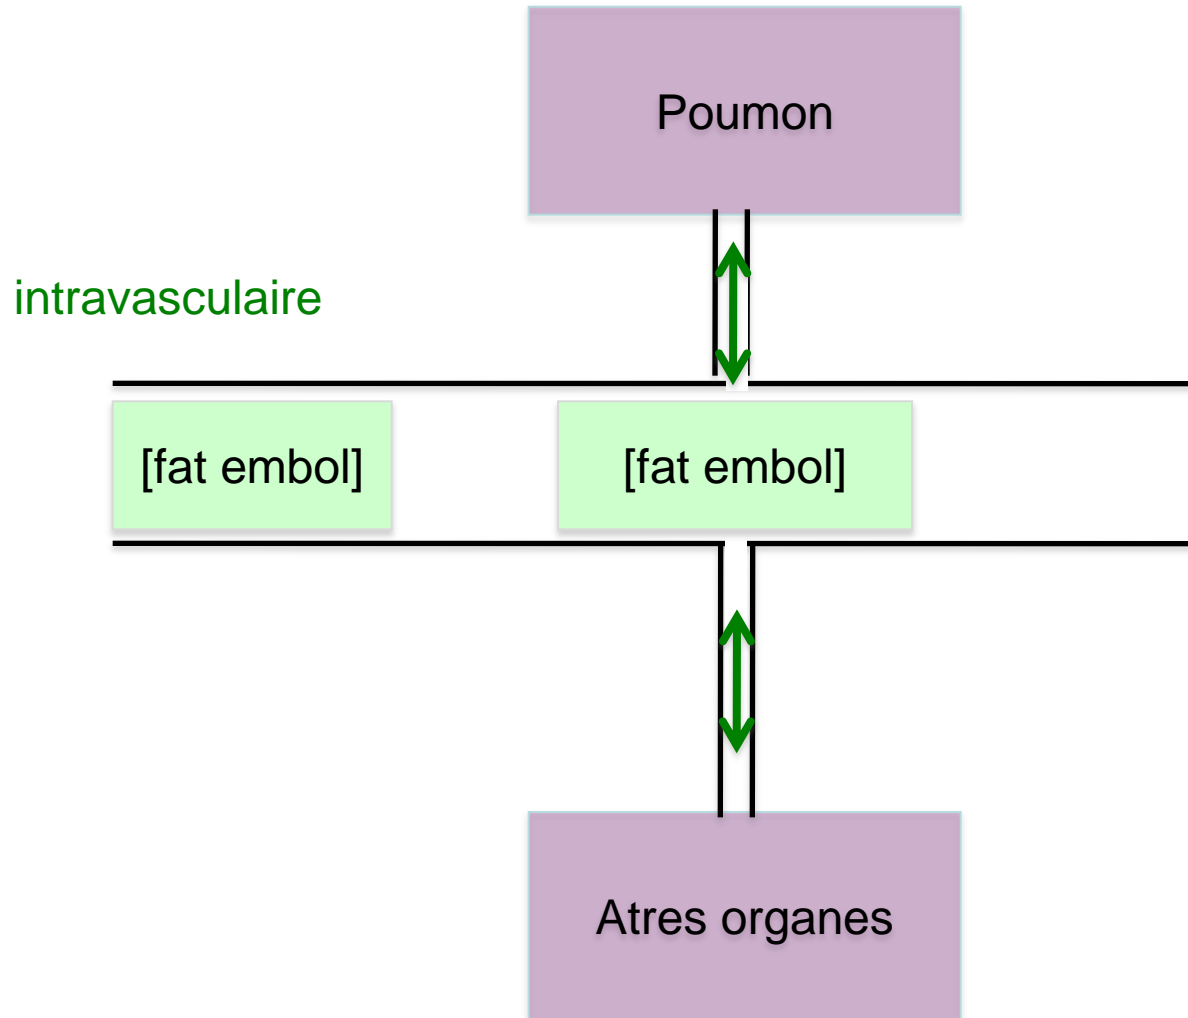 Poumon
intravasculaire
[fat embol]
[fat embol]
Atres organes